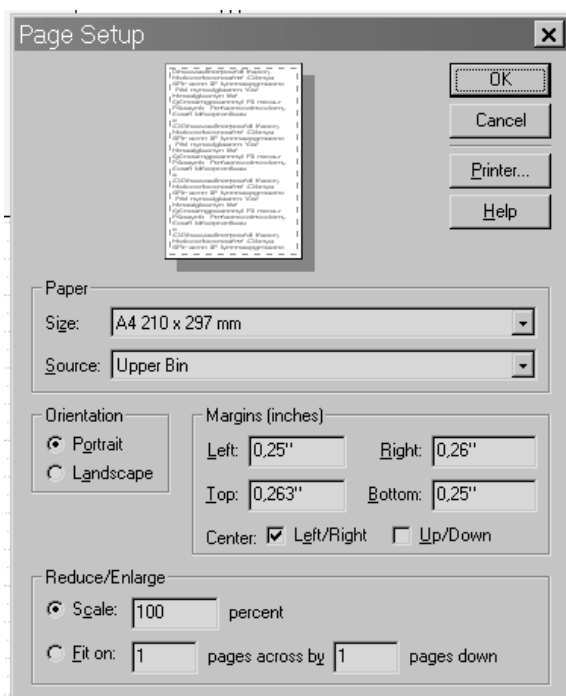 Page Setup
OK
Cancel
Printer...
Help
Paper
Size: A4 210 x 297 mm
Source: Upper Bin
Orientation
Portrait
Landscape
Margins (inches)
Left: 0,25" Right: 0,26"
Top: 0,263" Bottom: 0,25"
Center: Left/Right Up/Down
Reduce/Enlarge
Scale: 100 percent
Fit on: 1 pages across by 1 pages down